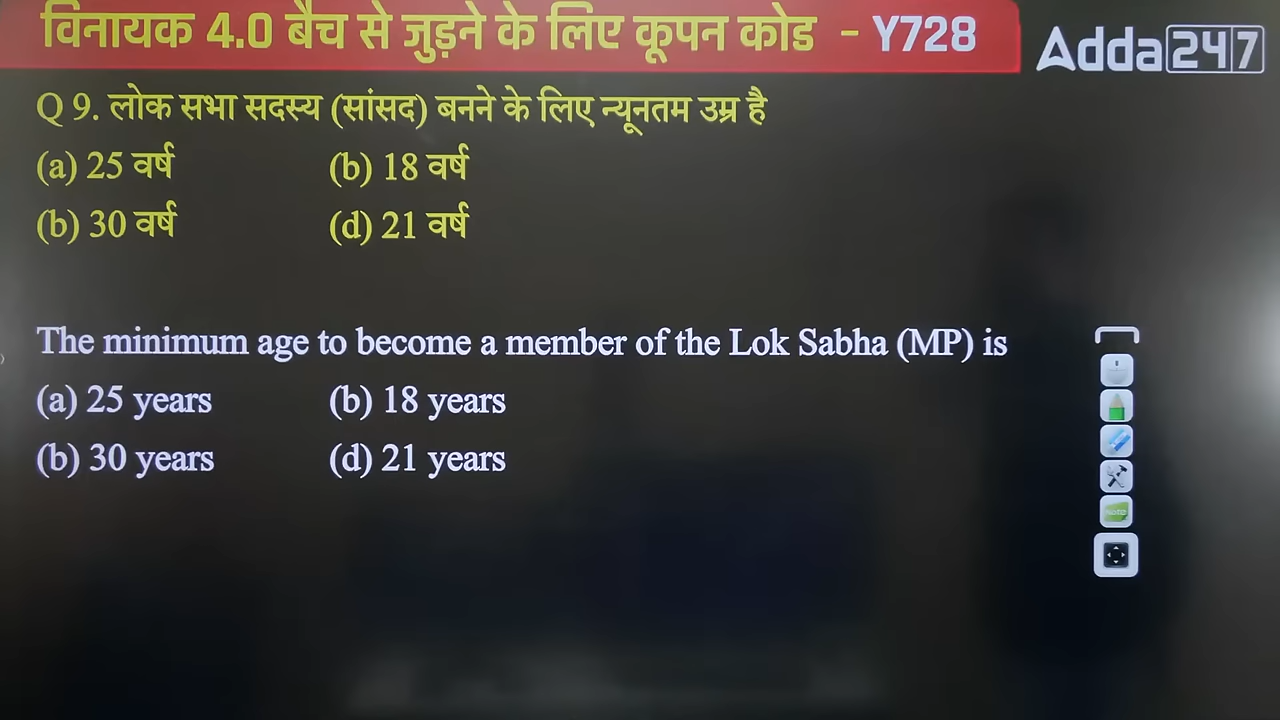 विनायक 4.0 बैच से जुड़ने के लिए कूपन कोड - Y728
Adda247
Q 9. लोक सभा सदस्य (सांसद) बनने के लिए न्यूनतम उम्र है
(a) 25 वर्ष (b) 18 वर्ष
(b) 30 वर्ष (d) 21 वर्ष
The minimum age to become a member of the Lok Sabha (MP) is
(a) 25 years (b) 18 years
(b) 30 years (d) 21 years